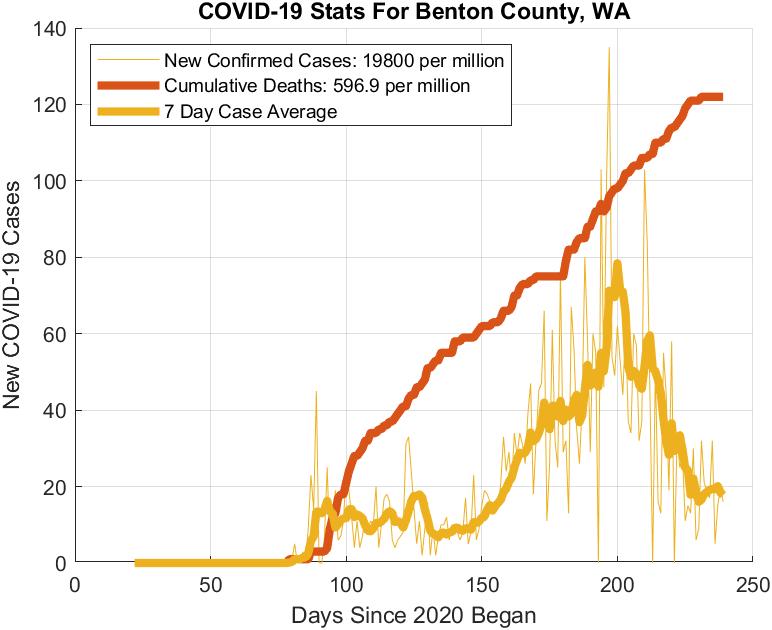 COVID-19 Stats For Benton County, WA
New Confirmed Cases: 19800 per million
Cumulative Deaths: 596.9 per million
7 Day Case Average
New COVID-19 Cases
140
120
100
80
60
40
20
0
0 50 100 150 200 250
Days Since 2020 Began